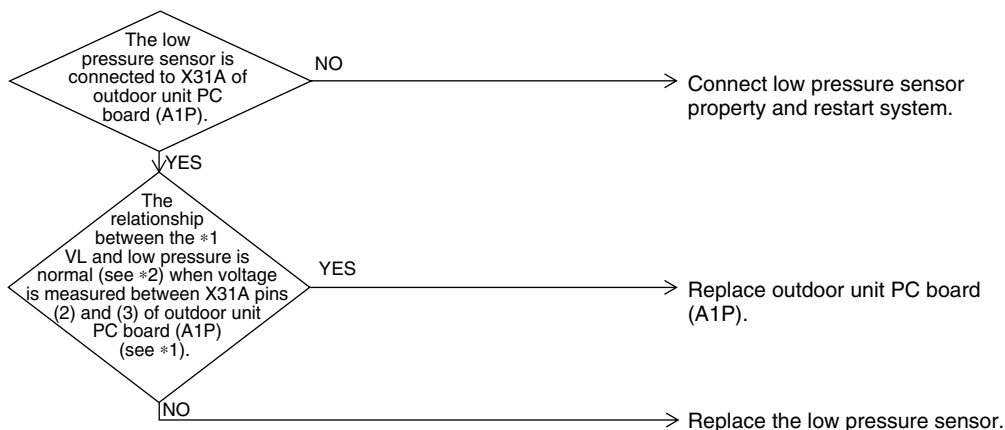 The low
pressure sensor is
connected to X31A of
outdoor unit PC
board (A1P).
NO
Connect low pressure sensor
property and restart system.
YES
The
relationship
between the *1
VL and low pressure is
normal (see *2) when voltage
is measured between X31A pins
(2) and (3) of outdoor unit
PC board (A1P)
(see *1).
YES
Replace outdoor unit PC board
(A1P).
NO
Replace the low pressure sensor.